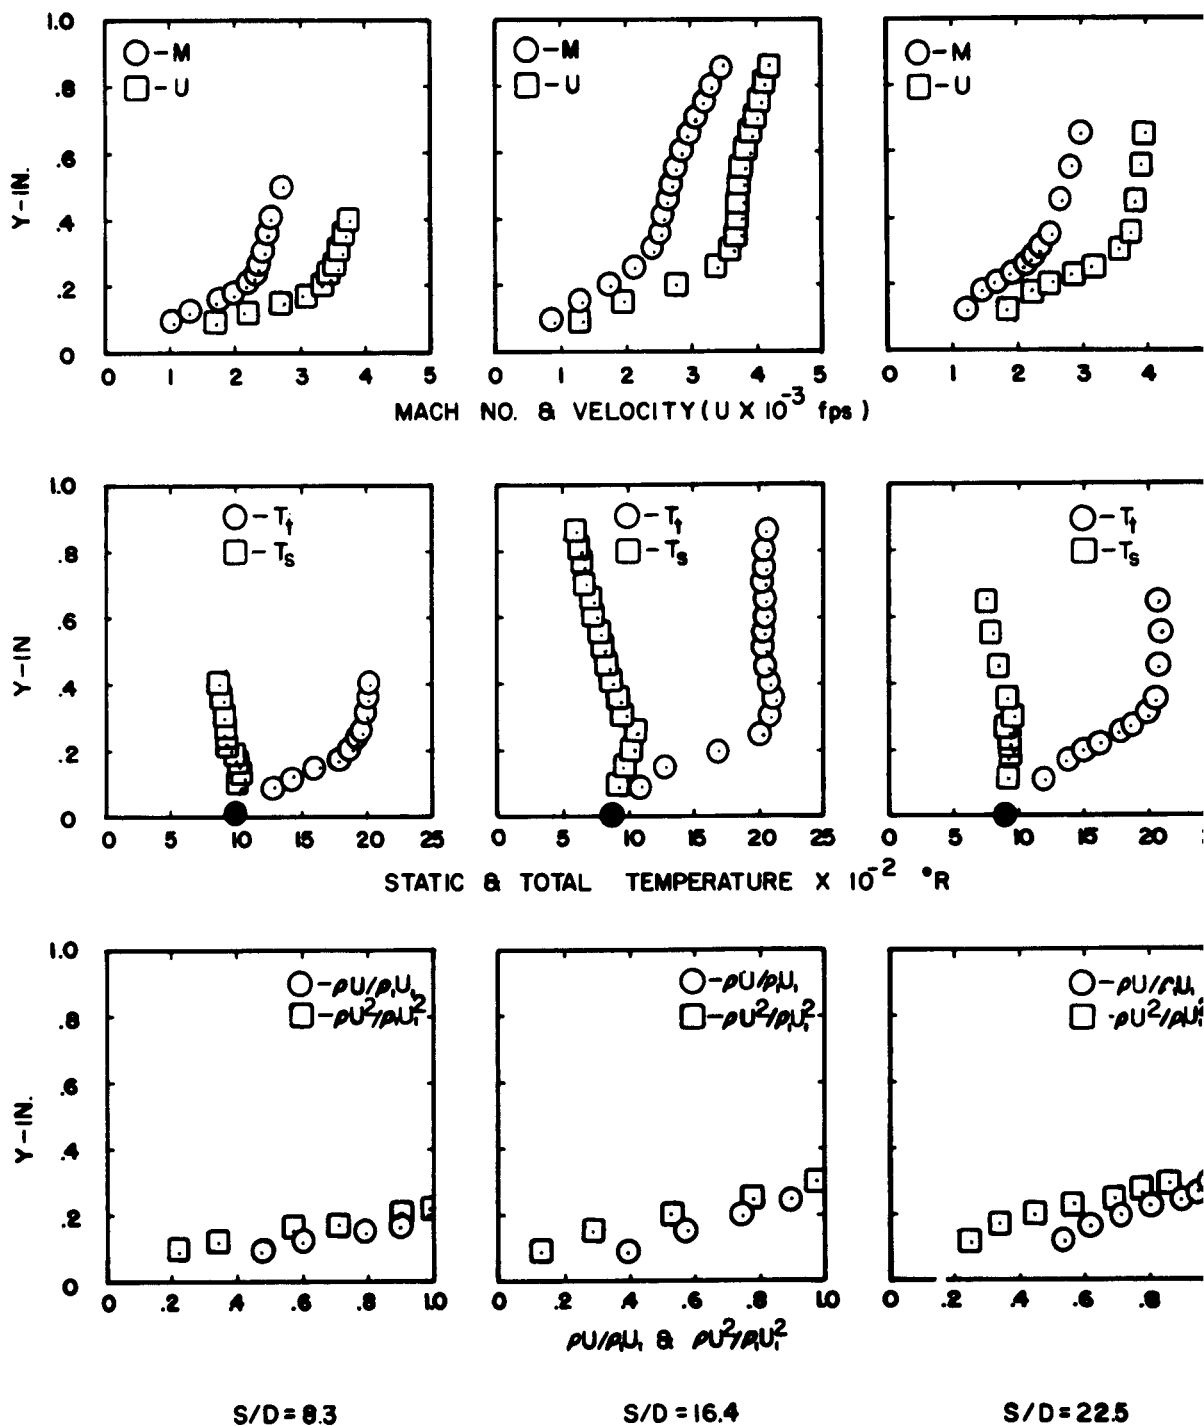 1.0
.8
.6
.4
.2
0
Y-IN.
O-M
□-U
O-M
□-U
O-M
□-U
0 1 2 3 4 5
0 1 2 3 4 5
0 1 2 3 4
MACH NO. & VELOCITY (U X 10⁻³ fps)
1.0
.8
.6
.4
.2
0
Y-IN
O-Tₜ
□-Tₛ
O-Tₜ
□-Tₛ
O-Tₜ
□-Tₛ
0 5 10 15 20 25
0 5 10 15 20 25
0 5 10 15 20
STATIC & TOTAL TEMPERATURE X 10⁻² °R
1.0
.8
.6
.4
.2
0
Y-IN.
O-ρU/ρ₁U₁
□-ρU²/ρ₁U₁²
O-ρU/ρ₁U₁
□-ρU²/ρ₁U₁²
O-ρU/ρ₁U₁
□-ρU²/ρ₁U₁²
0 .2 .4 .6 .8 1.0
0 .2 .4 .6 .8 1.0
0 .2 .4 .6 .8
ρU/ρ₁U₁ & ρU²/ρ₁U₁²
S/D = 8.3
S/D = 16.4
S/D = 22.5